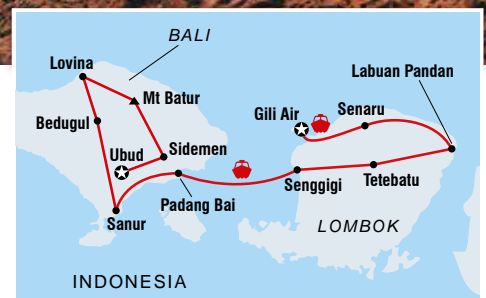 BALI
Lovina
Labuan Pandan
Mt Batur
Gili Air
Senaru
Bedugul
Ubud
Sidemen
Senggigi
Tetebatu
Padang Bai
Sanur
LOMBOK
INDONESIA